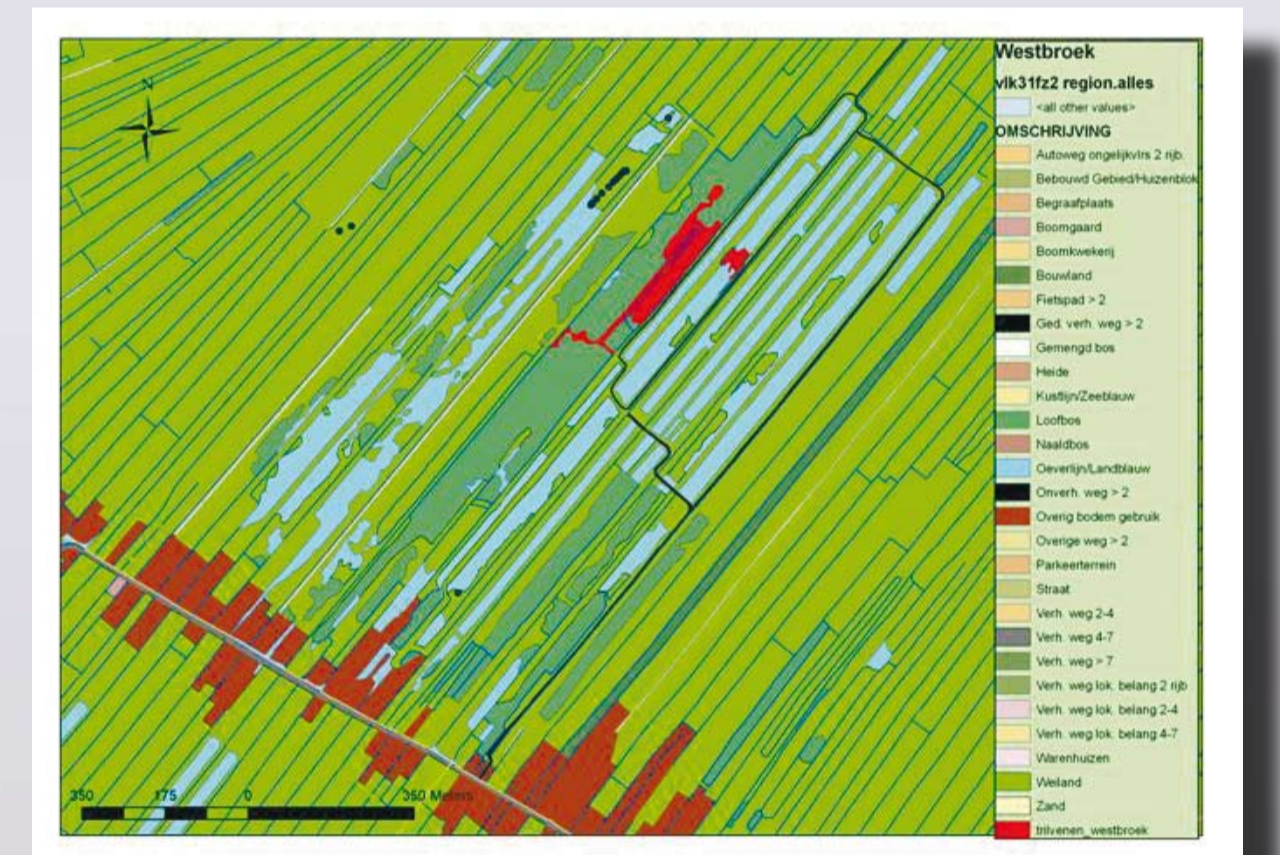 Westbroek
vlk31fz2 region.alles
<all other values>
OMSCHRIJVING
Autoweg ongelijkvlrs 2 rijb.
Bebouwd Gebied/Huizenblok
Begraafplaats
Boomgaard
Boomkwekerij
Bouwland
Fietspad > 2
Ged. verh. weg > 2
Gemengd bos
Heide
Kustlijn/Zeeblauw
Loofbos
Naaldbos
Oeverlijn/Landblauw
Onverh. weg > 2
Overig bodem gebruik
Overige weg > 2
Parkeerterrein
Straat
Verh. weg 2-4
Verh. weg 4-7
Verh. weg > 7
Verh. weg lok. belang 2 rijb
Verh. weg lok. belang 2-4
Verh. weg lok. belang 4-7
Warenhuizen
Weiland
Zand
trilvenen_westbroek
N
350 175 0 350 Meters